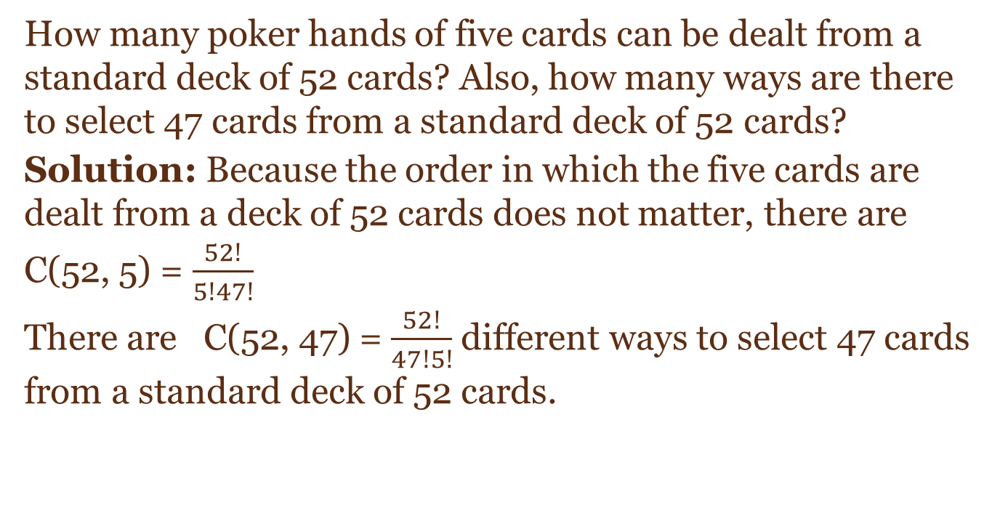 How many poker hands of five cards can be dealt from a
standard deck of 52 cards? Also, how many ways are there
to select 47 cards from a standard deck of 52 cards?
Solution: Because the order in which the five cards are
dealt from a deck of 52 cards does not matter, there are
C(52, 5) = 52! / 5!47!
There are C(52, 47) = 52! / 47!5! different ways to select 47 cards
from a standard deck of 52 cards.